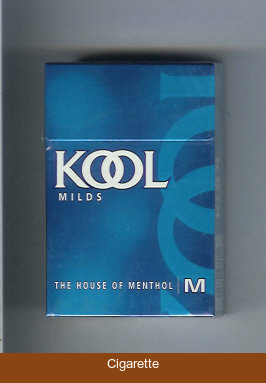 KOOL
MILDS
THE HOUSE OF MENTHOL M
Cigarette